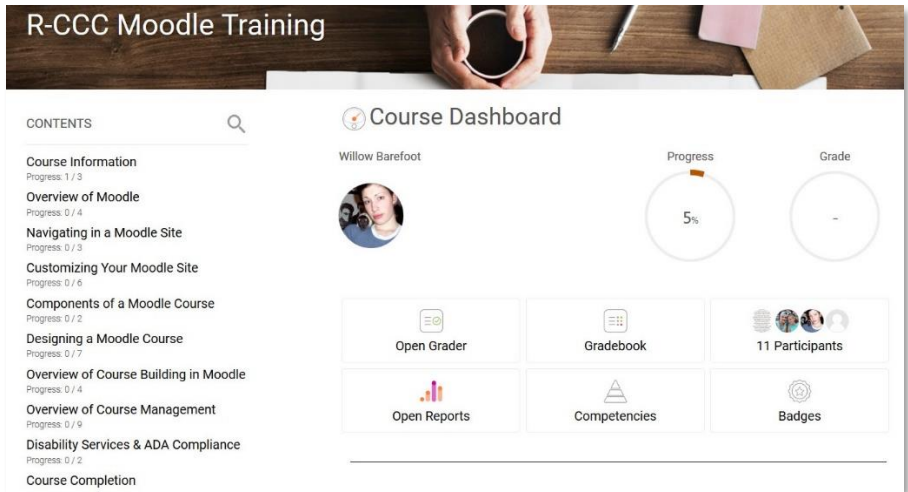 R-CCC Moodle Training
CONTENTS
Course Information
Progress: 1 / 3
Overview of Moodle
Progress: 0 / 4
Navigating in a Moodle Site
Progress: 0 / 3
Customizing Your Moodle Site
Progress: 0 / 6
Components of a Moodle Course
Progress: 0 / 2
Designing a Moodle Course
Progress: 0 / 7
Overview of Course Building in Moodle
Progress: 0 / 4
Overview of Course Management
Progress: 0 / 9
Disability Services & ADA Compliance
Progress: 0 / 2
Course Completion
Course Dashboard
Willow Barefoot
Progress
Grade
5%
-
Open Grader
Gradebook
11 Participants
Open Reports
Competencies
Badges